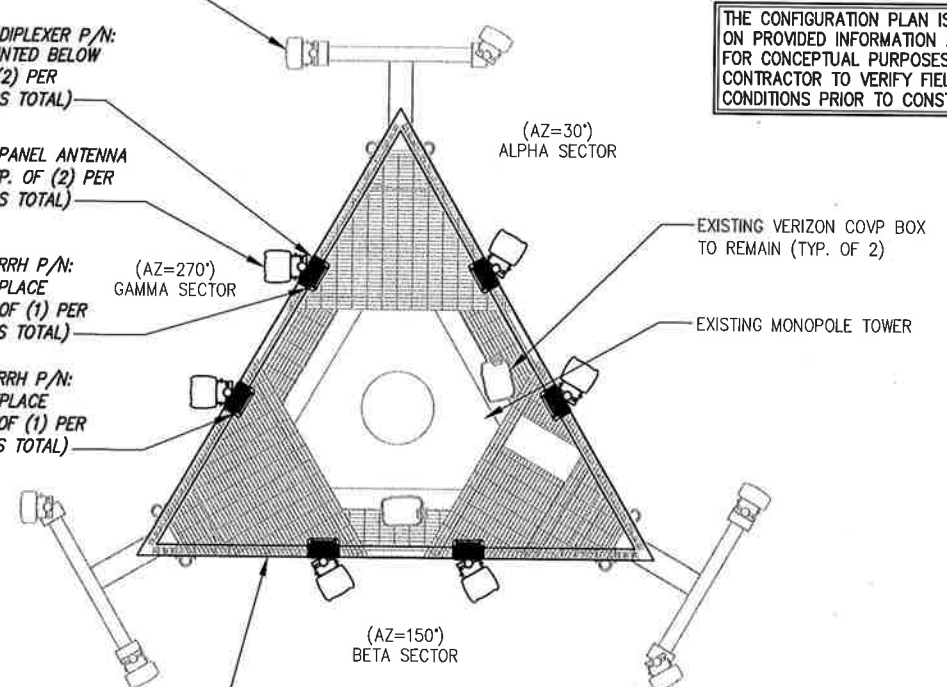 DIPLEXER P/N:
NTED BELOW
(2) PER
S TOTAL)
PANEL ANTENNA
P. OF (2) PER
S TOTAL)
RRH P/N:
PLACE
OF (1) PER
S TOTAL)
RRH P/N:
PLACE
OF (1) PER
S TOTAL)
THE CONFIGURATION PLAN IS
ON PROVIDED INFORMATION
FOR CONCEPTUAL PURPOSES
CONTRACTOR TO VERIFY FIEL
CONDITIONS PRIOR TO CONST
(AZ=30°)
ALPHA SECTOR
EXISTING VERIZON COVP BOX
TO REMAIN (TYP. OF 2)
(AZ=270°)
GAMMA SECTOR
EXISTING MONOPOLE TOWER
(AZ=150°)
BETA SECTOR